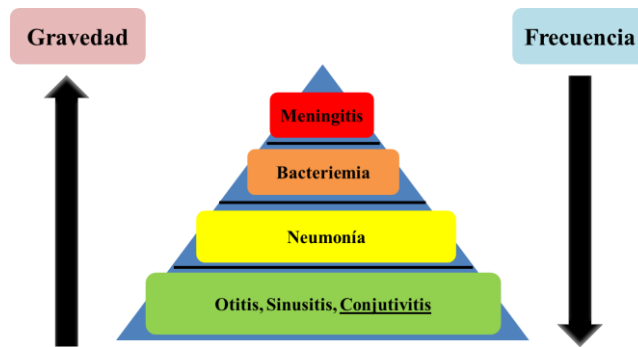 Gravedad
Frecuencia
Meningitis
Bacteriemia
Neumonía
Otitis, Sinusitis, Conjutivitis